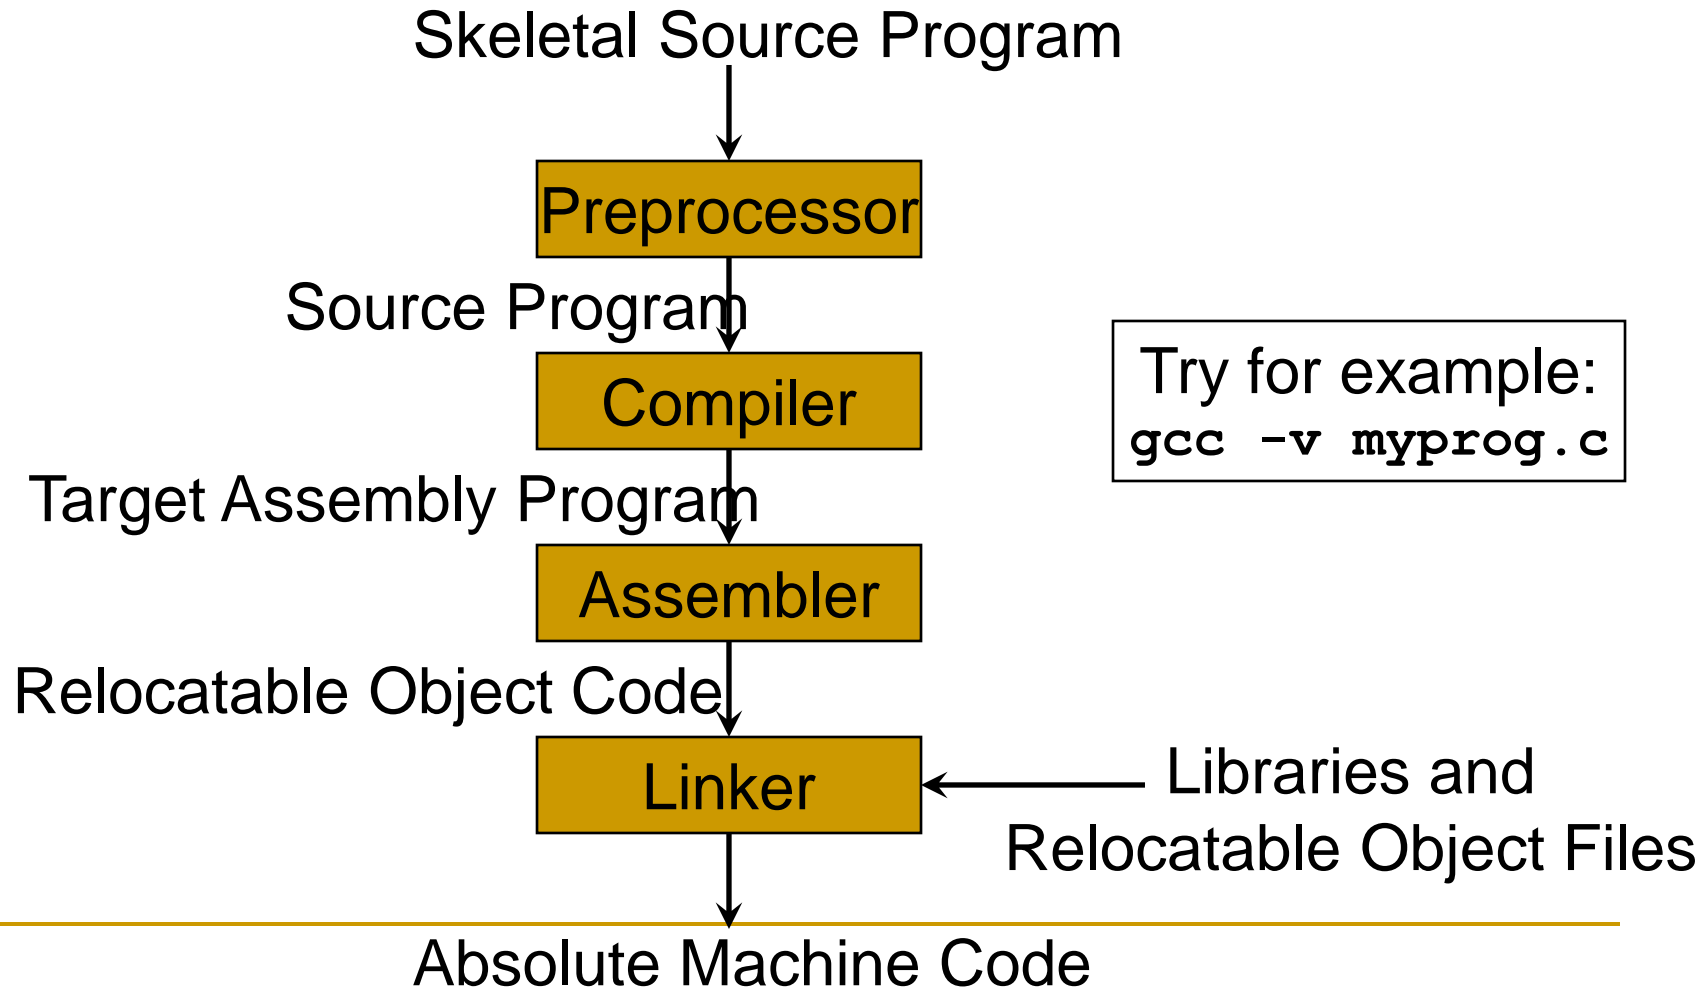 Skeletal Source Program
Preprocessor
Source Program
Compiler
Try for example:
gcc -v myprog.c
Target Assembly Program
Assembler
Relocatable Object Code
Linker
Libraries and
Relocatable Object Files
Absolute Machine Code